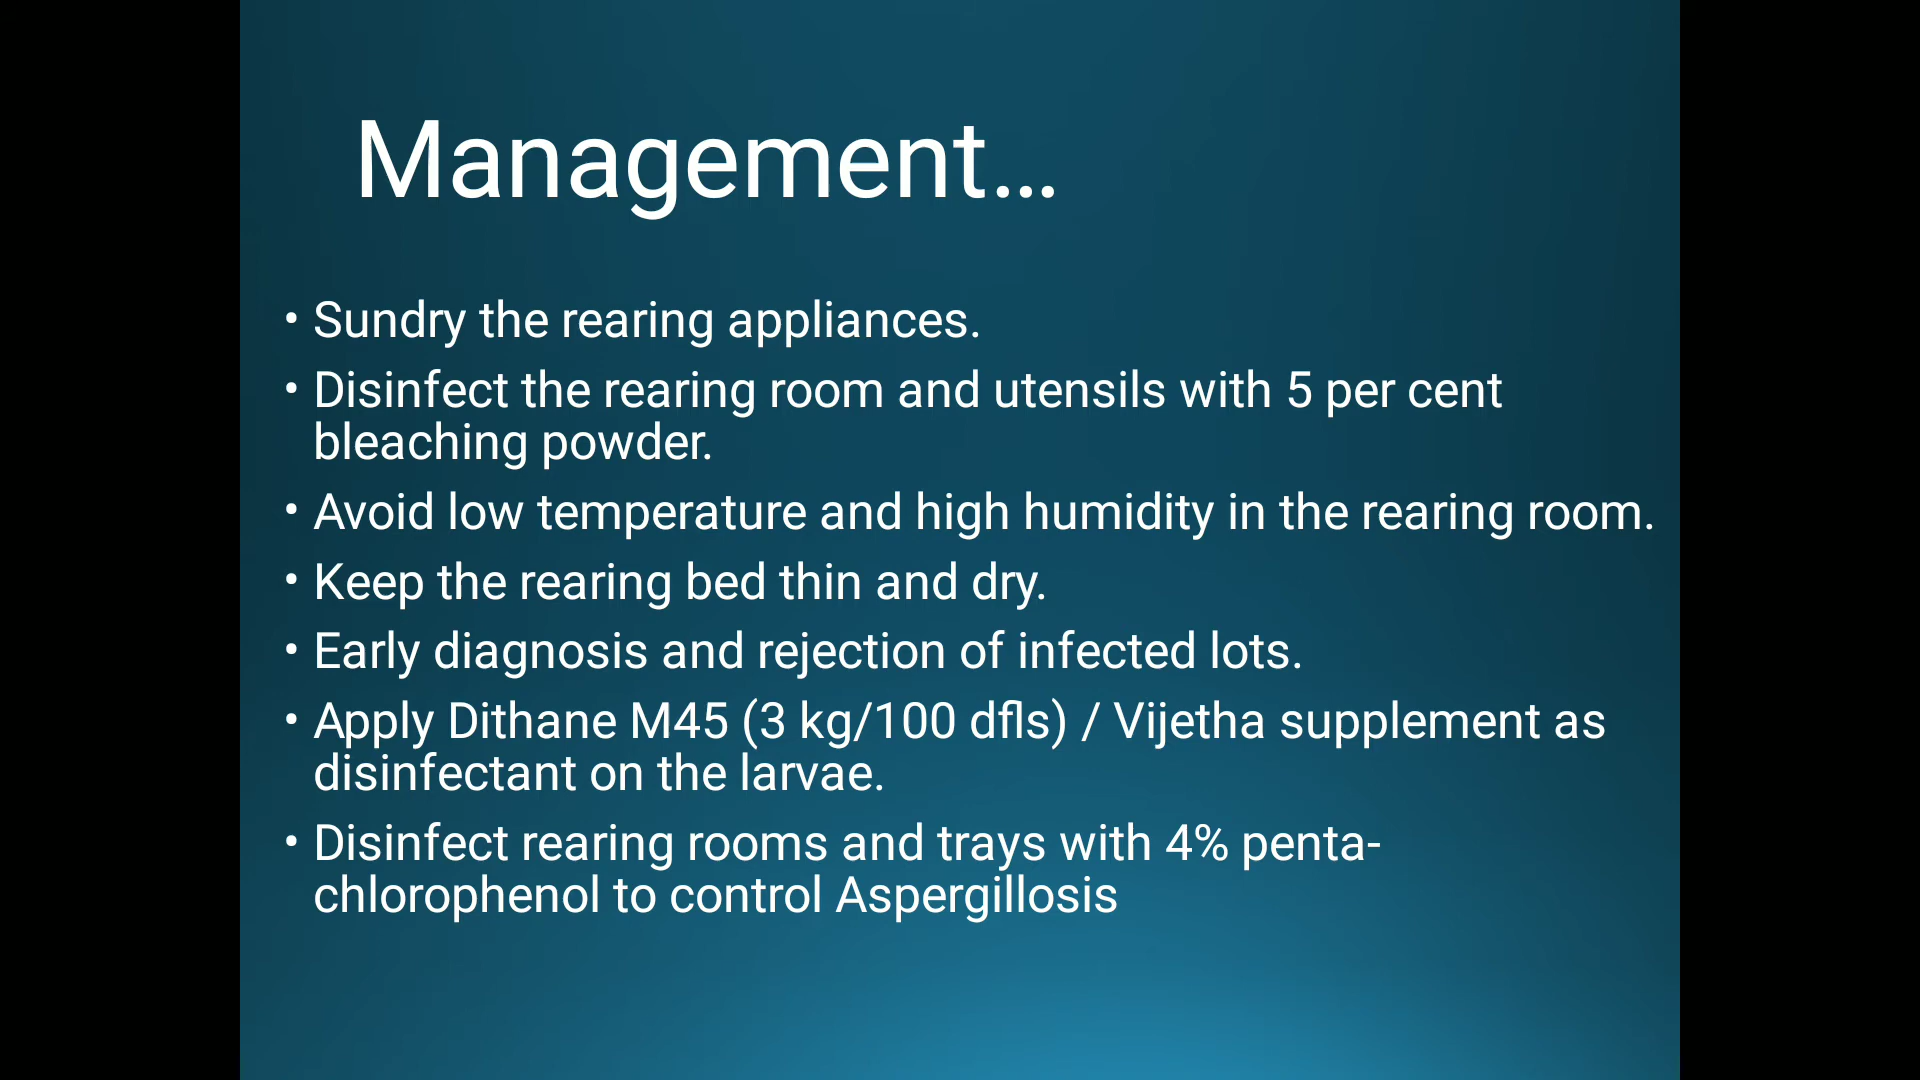 Management…
• Sundry the rearing appliances.
• Disinfect the rearing room and utensils with 5 per cent
bleaching powder.
• Avoid low temperature and high humidity in the rearing room.
• Keep the rearing bed thin and dry.
• Early diagnosis and rejection of infected lots.
• Apply Dithane M45 (3 kg/100 dfls) / Vijetha supplement as
disinfectant on the larvae.
• Disinfect rearing rooms and trays with 4% penta-
chlorophenol to control Aspergillosis